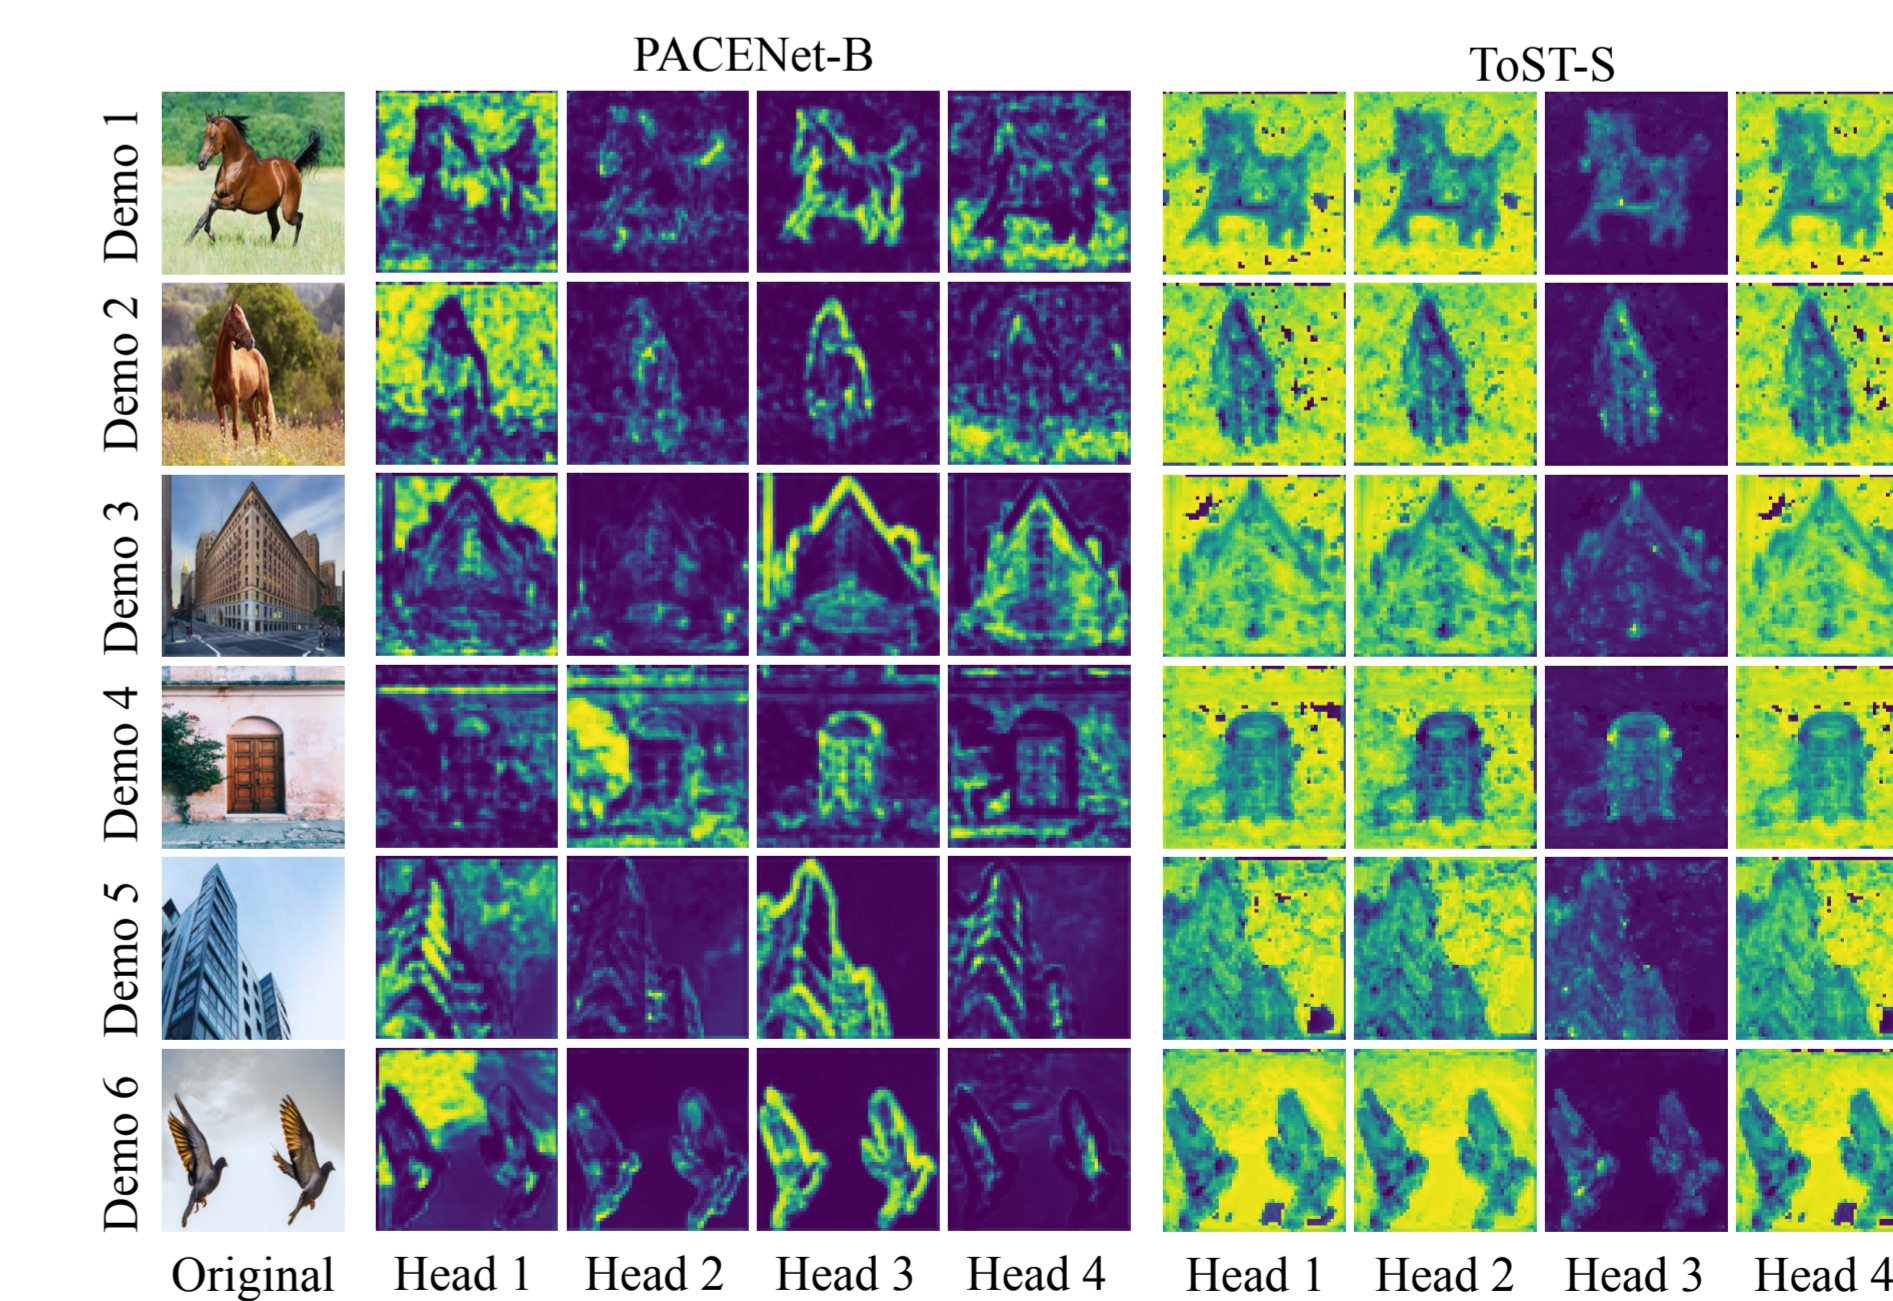 PACENet-B
ToST-S
Demo 1
Demo 2
Demo 3
Demo 4
Demo 5
Demo 6
Original Head 1 Head 2 Head 3 Head 4 Head 1 Head 2 Head 3 Head 4